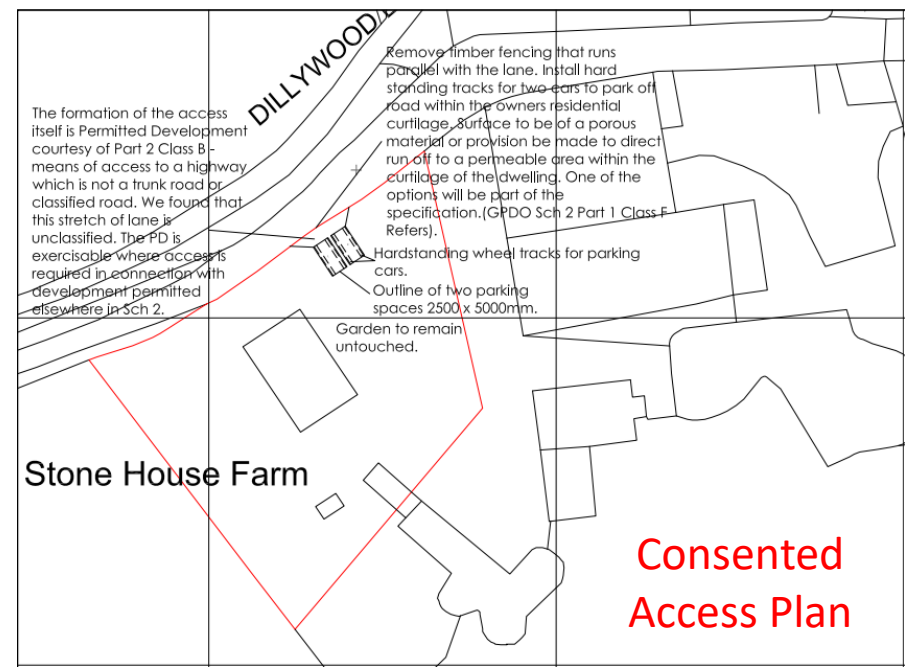 DILLYWOOD
The formation of the access
itself is Permitted Development
courtesy of Part 2 Class B -
means of access to a highway
which is not a trunk road or
classified road. We found that
this stretch of lane is
unclassified. The PD is
exercisable where access is
required in connection with
development permitted
elsewhere in Sch 2.
Remove timber fencing that runs
parallel with the lane. Install hard
standing tracks for two cars to park off
road within the owners residential
curtilage. Surface to be of a porous
material or provision be made to direct
run off to a permeable area within the
curtilage of the dwelling. One of the
options will be part of the
specification.(GPDO Sch 2 Part 1 Class F
Refers).
Hardstanding wheel tracks for parking
cars.
Outline of two parking
spaces 2500 x 5000mm.
Garden to remain
untouched.
Stone House Farm
Consented
Access Plan